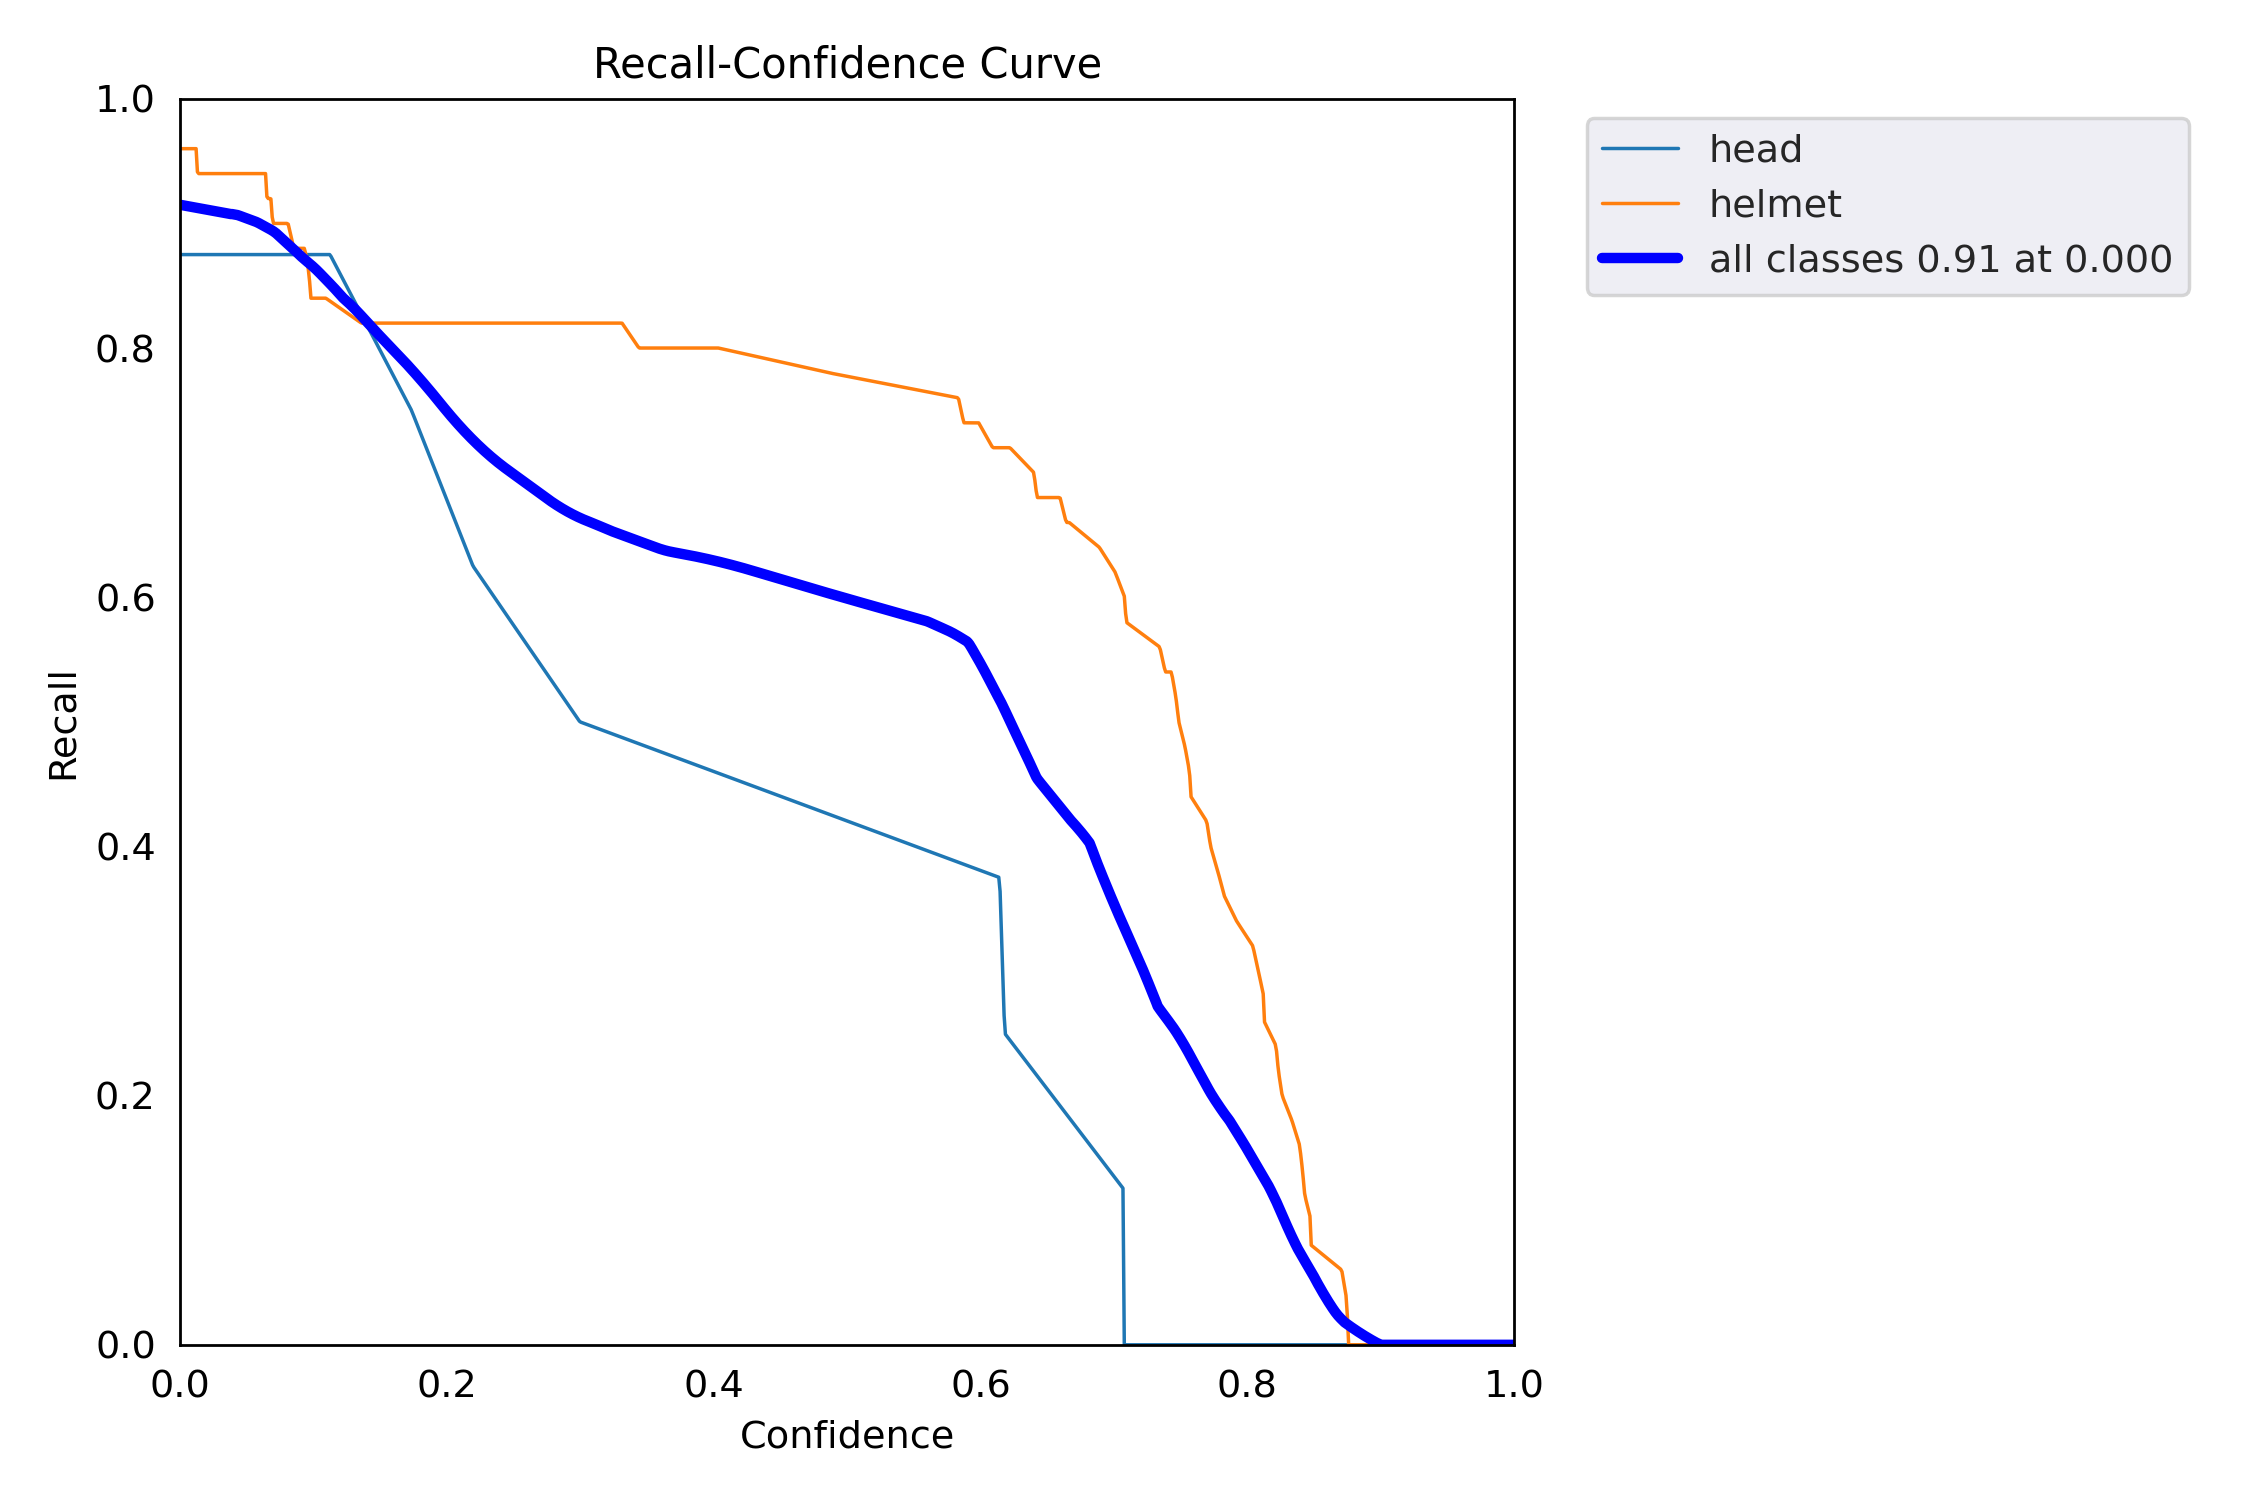 Recall-Confidence Curve
1.0
0.8
0.6
0.4
0.2
0.0
Recall
0.0 0.2 0.4 0.6 0.8 1.0
Confidence
head
helmet
all classes 0.91 at 0.000